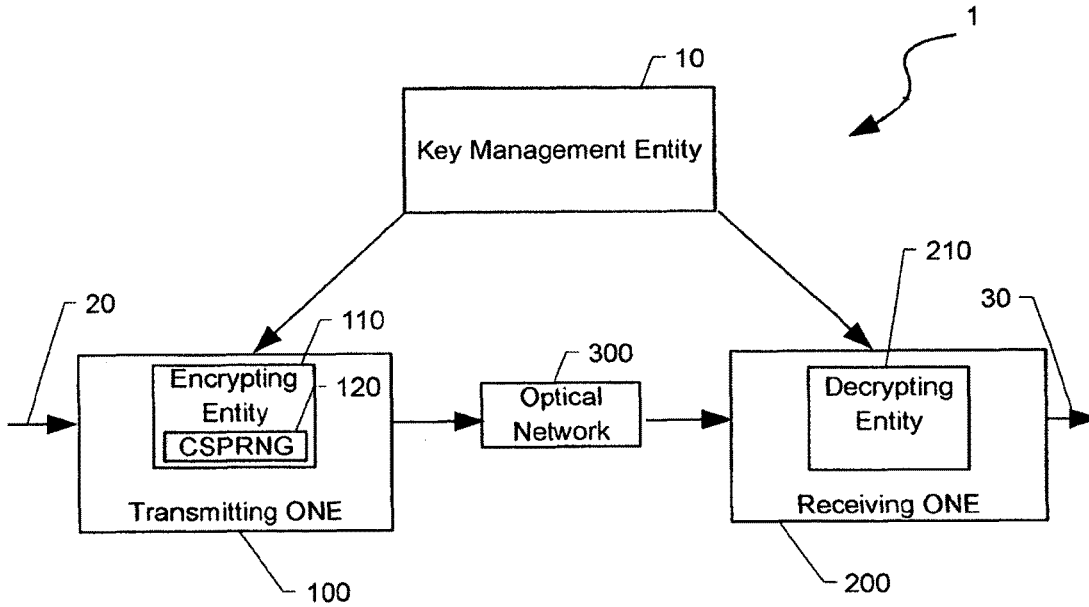 1
10
Key Management Entity
20
110
Encrypting
Entity
120
CSPRNG
Transmitting ONE
100
300
Optical
Network
210
Decrypting
Entity
30
Receiving ONE
200